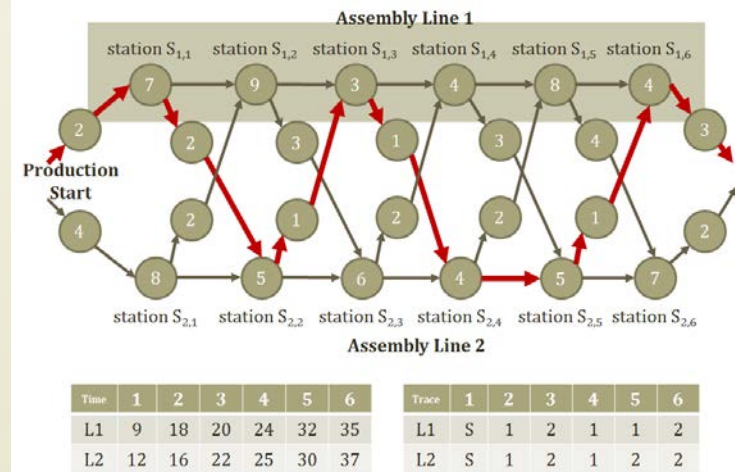 Assembly Line 1
station S1,1 station S1,2 station S1,3 station S1,4 station S1,5 station S1,6
7 9 3 4 8 4
2 2 3 1 3 4 3
Production
Start
4 2 1 2 2 1 2
8 5 6 4 5 7
station S2,1 station S2,2 station S2,3 station S2,4 station S2,5 station S2,6
Assembly Line 2
Time 1 2 3 4 5 6
L1 9 18 20 24 32 35
L2 12 16 22 25 30 37
Trace 1 2 3 4 5 6
L1 S 1 2 1 1 2
L2 S 1 2 1 2 2